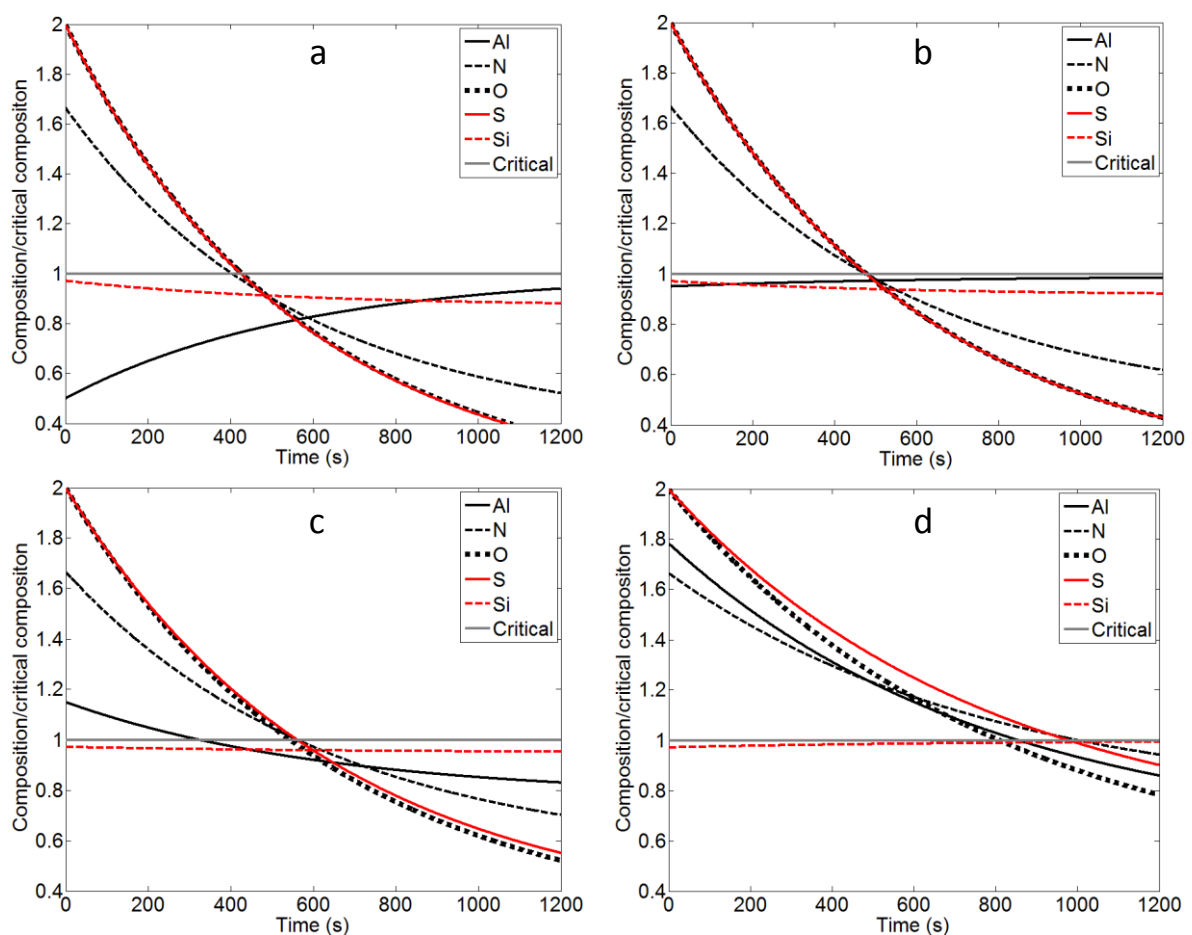 a
2
1.8
1.6
1.4
1.2
1
0.8
0.6
0.4
Composition/critical compositon
0 200 400 600 800 1000 1200
Time (s)
Al
N
O
S
Si
Critical
b
2
1.8
1.6
1.4
1.2
1
0.8
0.6
0.4
Composition/critical compositon
0 200 400 600 800 1000 1200
Time (s)
Al
N
O
S
Si
Critical
c
2
1.8
1.6
1.4
1.2
1
0.8
0.6
0.4
Composition/critical compositon
0 200 400 600 800 1000 1200
Time (s)
Al
N
O
S
Si
Critical
d
2
1.8
1.6
1.4
1.2
1
0.8
0.6
0.4
Composition/critical compositon
0 200 400 600 800 1000 1200
Time (s)
Al
N
O
S
Si
Critical